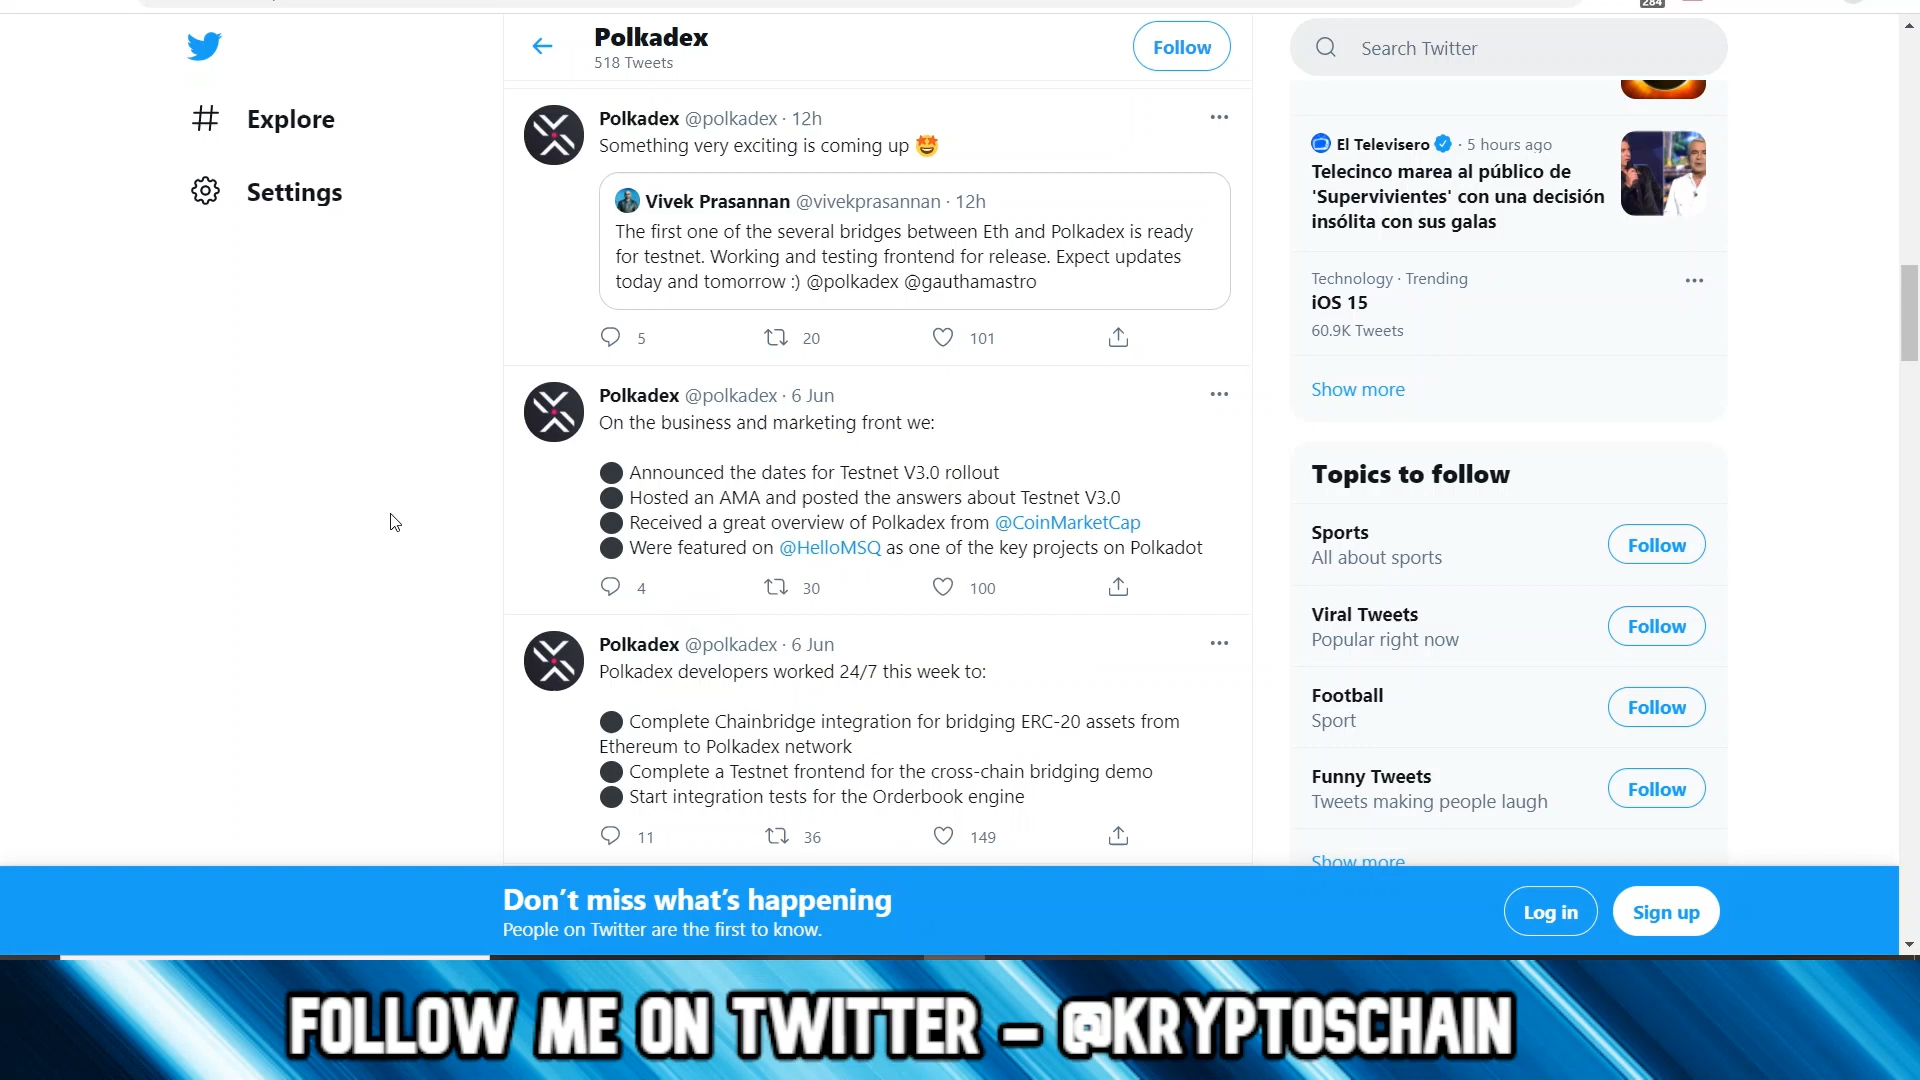 284
Explore
Settings
Polkadex
518 Tweets
Follow
Polkadex @polkadex · 12h
Something very exciting is coming up 🤩
Vivek Prasannan @vivekprasannan · 12h
The first one of the several bridges between Eth and Polkadex is ready
for testnet. Working and testing frontend for release. Expect updates
today and tomorrow :) @polkadex @gauthamastro
5 20 101
Polkadex @polkadex · 6 Jun
On the business and marketing front we:
⚫ Announced the dates for Testnet V3.0 rollout
⚫ Hosted an AMA and posted the answers about Testnet V3.0
⚫ Received a great overview of Polkadex from @CoinMarketCap
⚫ Were featured on @HelloMSQ as one of the key projects on Polkadot
4 30 100
Polkadex @polkadex · 6 Jun
Polkadex developers worked 24/7 this week to:
⚫ Complete Chainbridge integration for bridging ERC-20 assets from
Ethereum to Polkadex network
⚫ Complete a Testnet frontend for the cross-chain bridging demo
⚫ Start integration tests for the Orderbook engine
11 36 149
Search Twitter
El Televisero · 5 hours ago
Telecinco marea al público de
'Supervivientes' con una decisión
insólita con sus galas
Technology · Trending
iOS 15
60.9K Tweets
Show more
Topics to follow
Sports
All about sports
Follow
Viral Tweets
Popular right now
Follow
Football
Sport
Follow
Funny Tweets
Tweets making people laugh
Follow
Show more
Don't miss what's happening
People on Twitter are the first to know.
Log in
Sign up
FOLLOW ME ON TWITTER – @KRYPTOSCHAIN